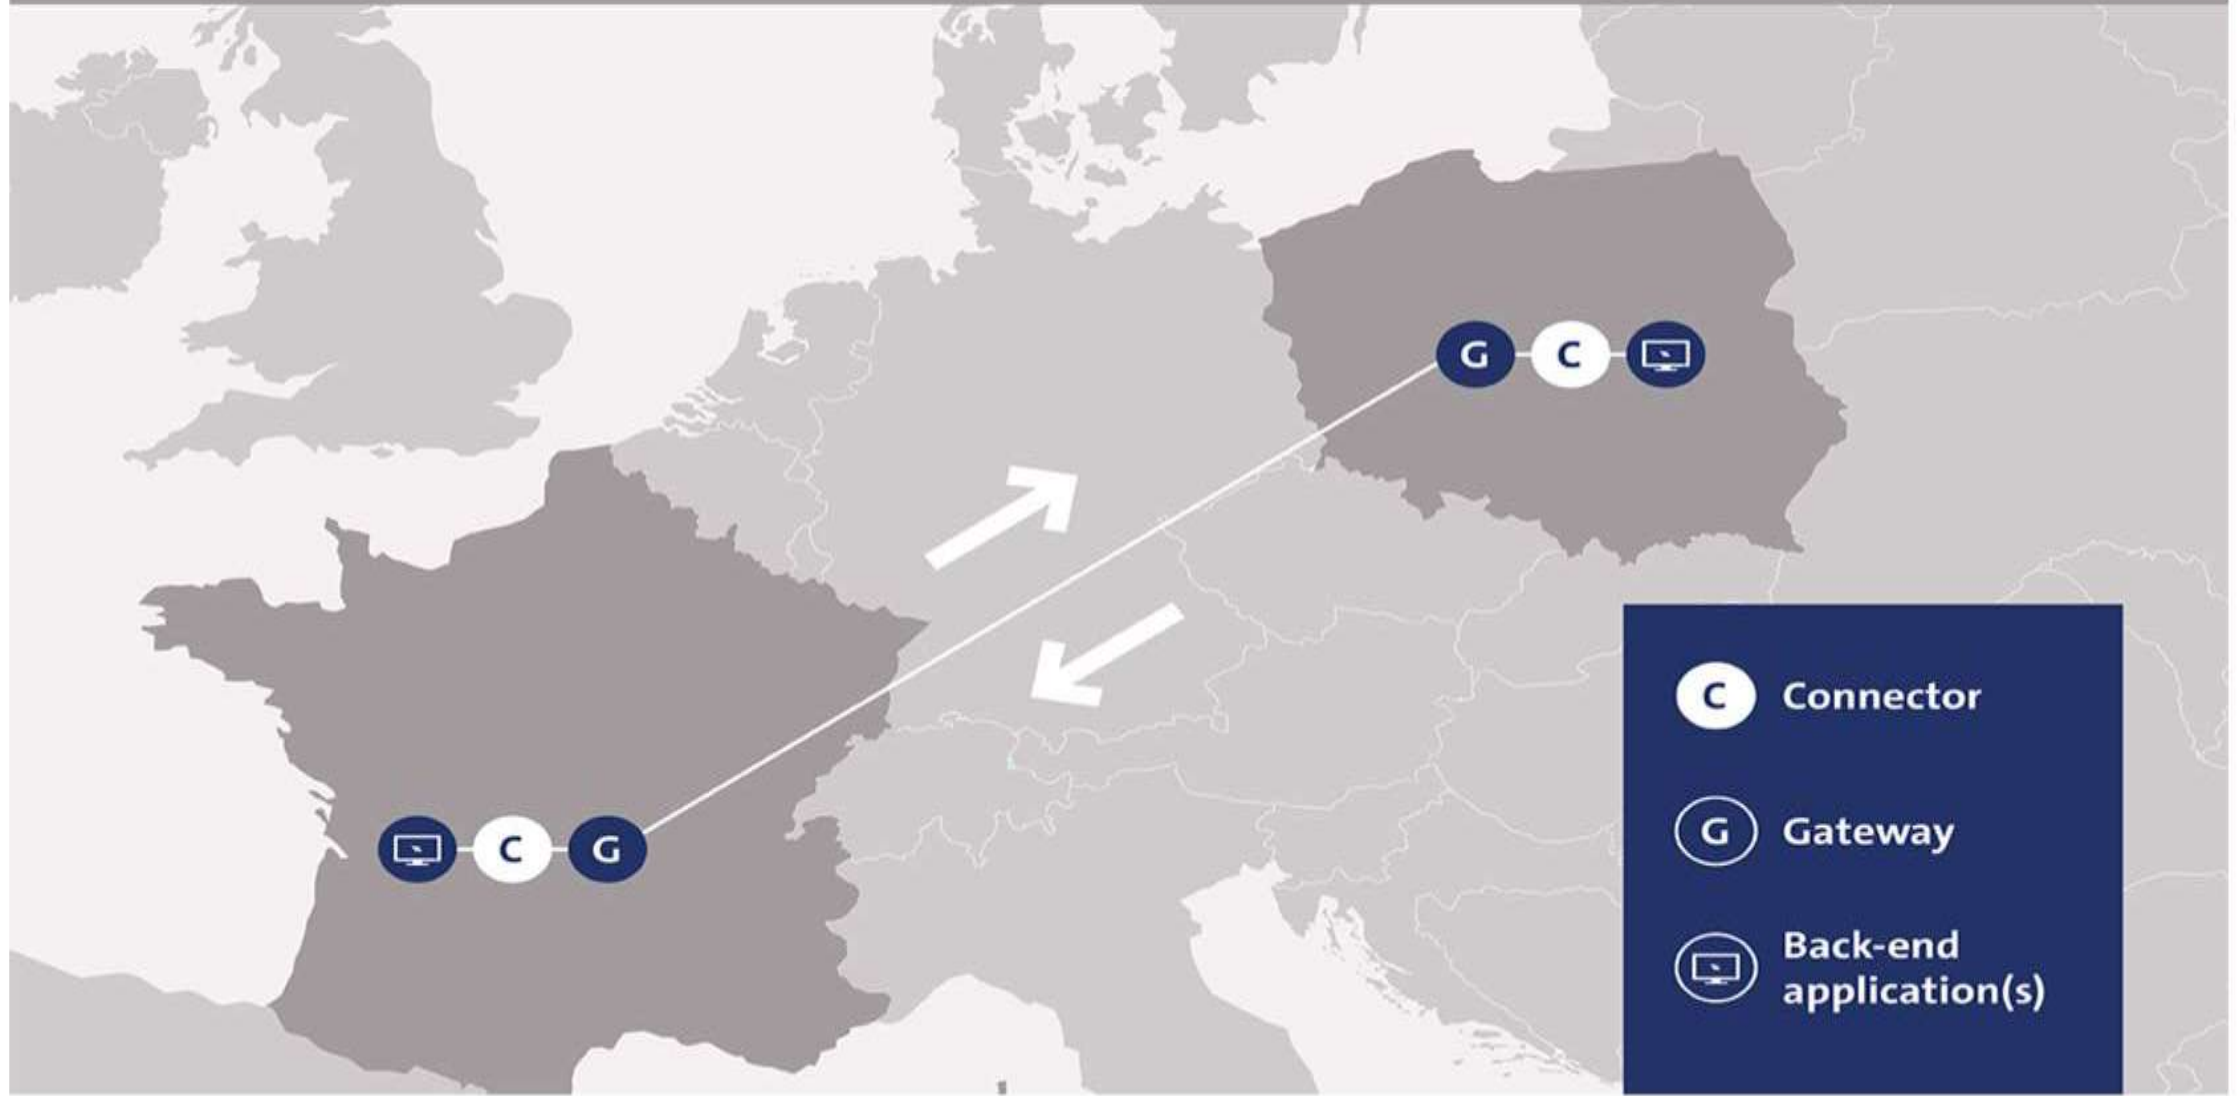 G C
C G
C Connector
G Gateway
Back-end
application(s)